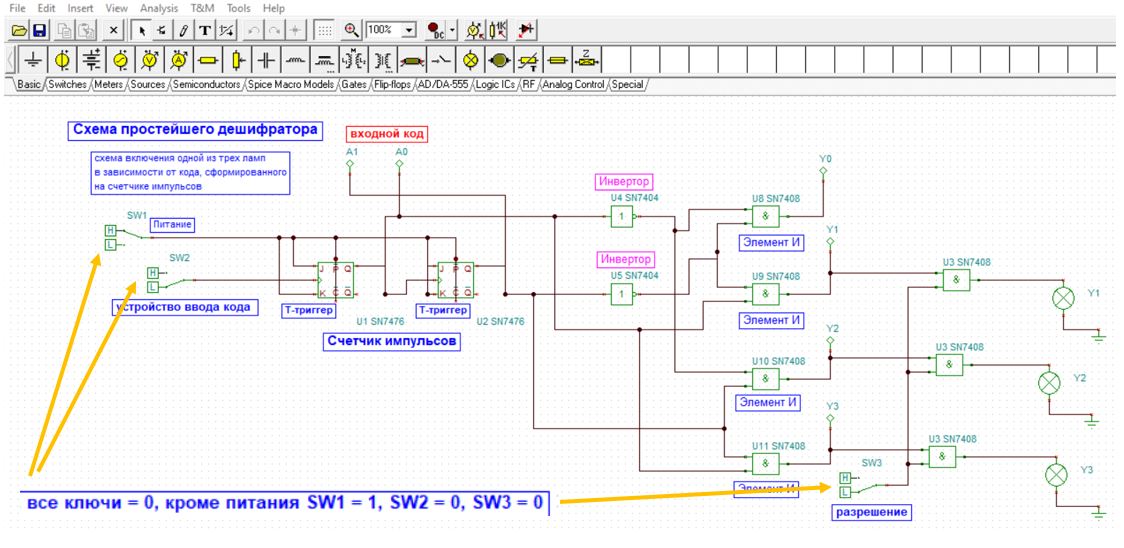 File Edit Insert View Analysis T&M Tools Help
100%
DC
1K
M
Z
Basic Switches Meters Sources Semiconductors Spice Macro Models Gates Flip-flops AD/DA-555 Logic ICs RF Analog Control Special
Схема простейшего дешифратора
входной код
схема включения одной из трех ламп
в зависимости от кода, сформированного
на счетчике импульсов
A1
A0
Y0
Инвертор
U4 SN7404
1
U8 SN7408
&
Элемент И
SW1
H
L
Питание
SW2
H
L
устройство ввода кода
J P Q
K C Q
Т-триггер
U1 SN7476
J P Q
K C Q
Т-триггер
U2 SN7476
Счетчик импульсов
Инвертор
U5 SN7404
1
Y1
U9 SN7408
&
Элемент И
U3 SN7408
&
Y1
Y2
U10 SN7408
&
Элемент И
U3 SN7408
&
Y2
Y3
U11 SN7408
&
Элемент И
U3 SN7408
&
Y3
SW3
H
L
разрешение
все ключи = 0, кроме питания SW1 = 1, SW2 = 0, SW3 = 0